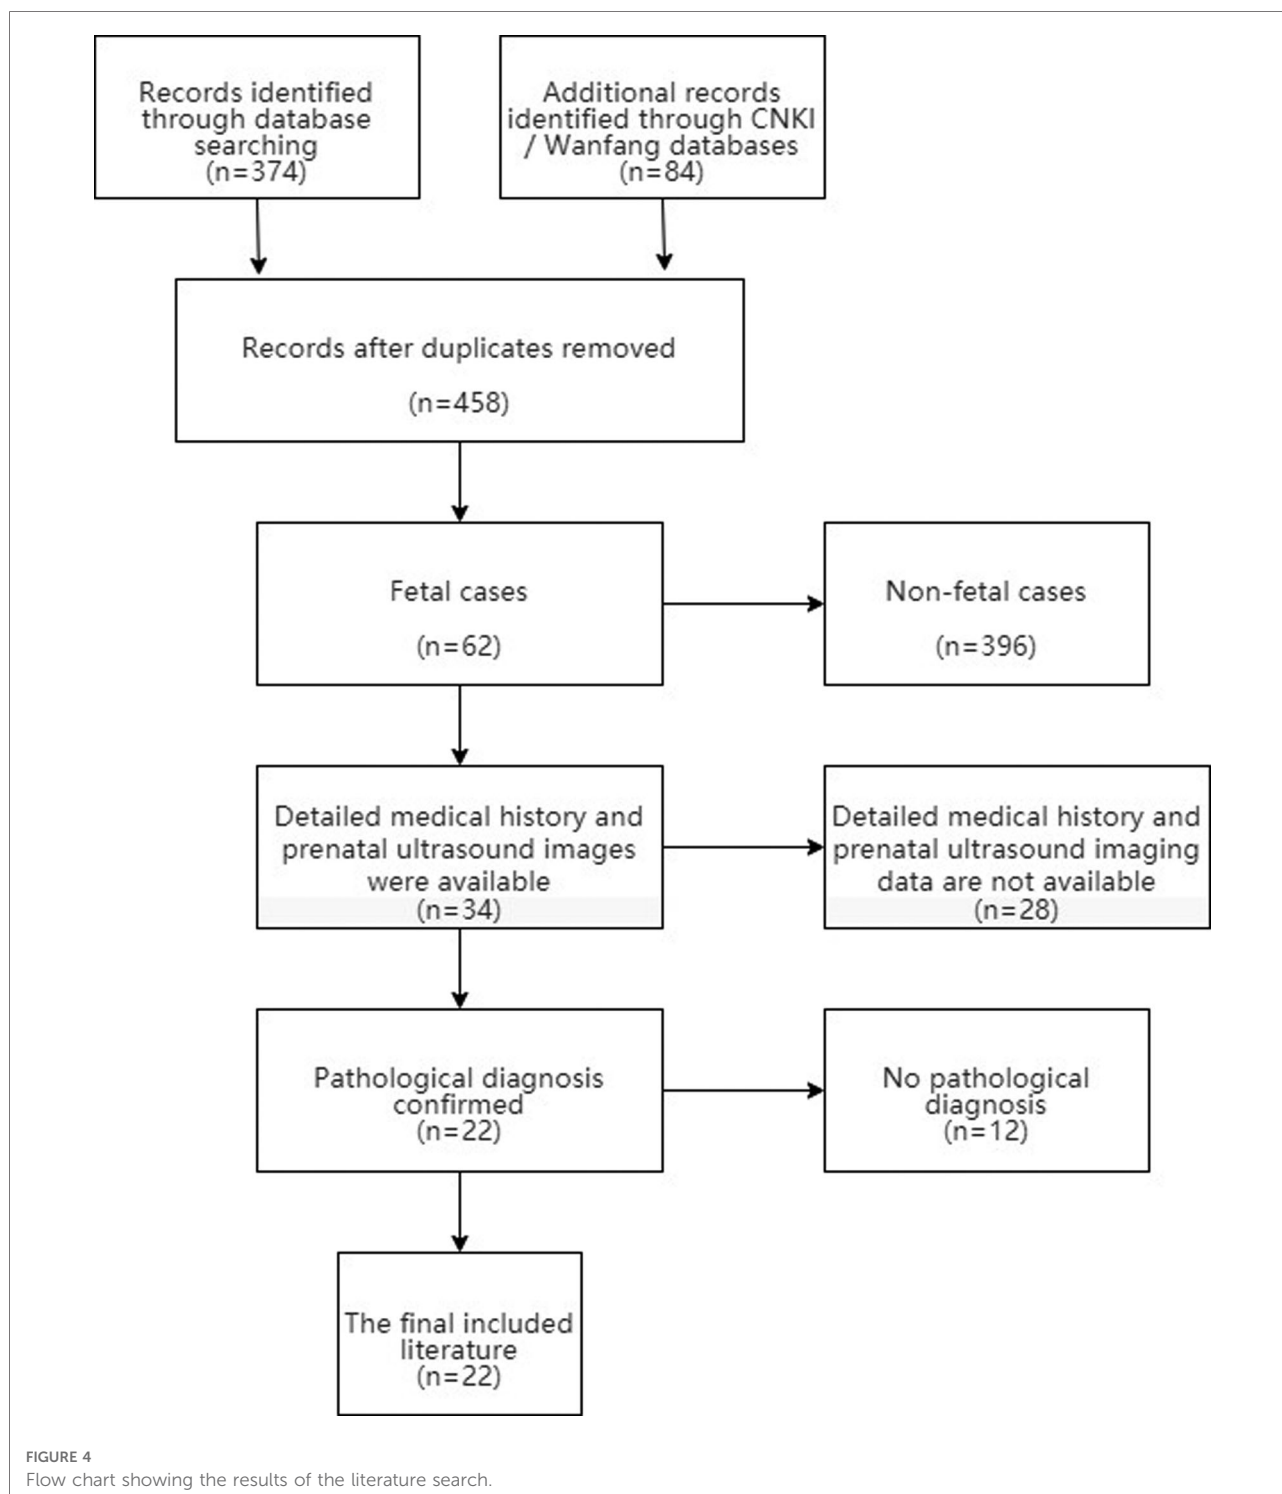 Records identified
through database
searching
(n=374)
Additional records
identified through CNKI
/ Wanfang databases
(n=84)
Records after duplicates removed
(n=458)
Fetal cases
(n=62)
Non-fetal cases
(n=396)
Detailed medical history and
prenatal ultrasound images
were available
(n=34)
Detailed medical history and
prenatal ultrasound imaging
data are not available
(n=28)
Pathological diagnosis
confirmed
(n=22)
No pathological
diagnosis
(n=12)
The final included
literature
(n=22)
FIGURE 4
Flow chart showing the results of the literature search.